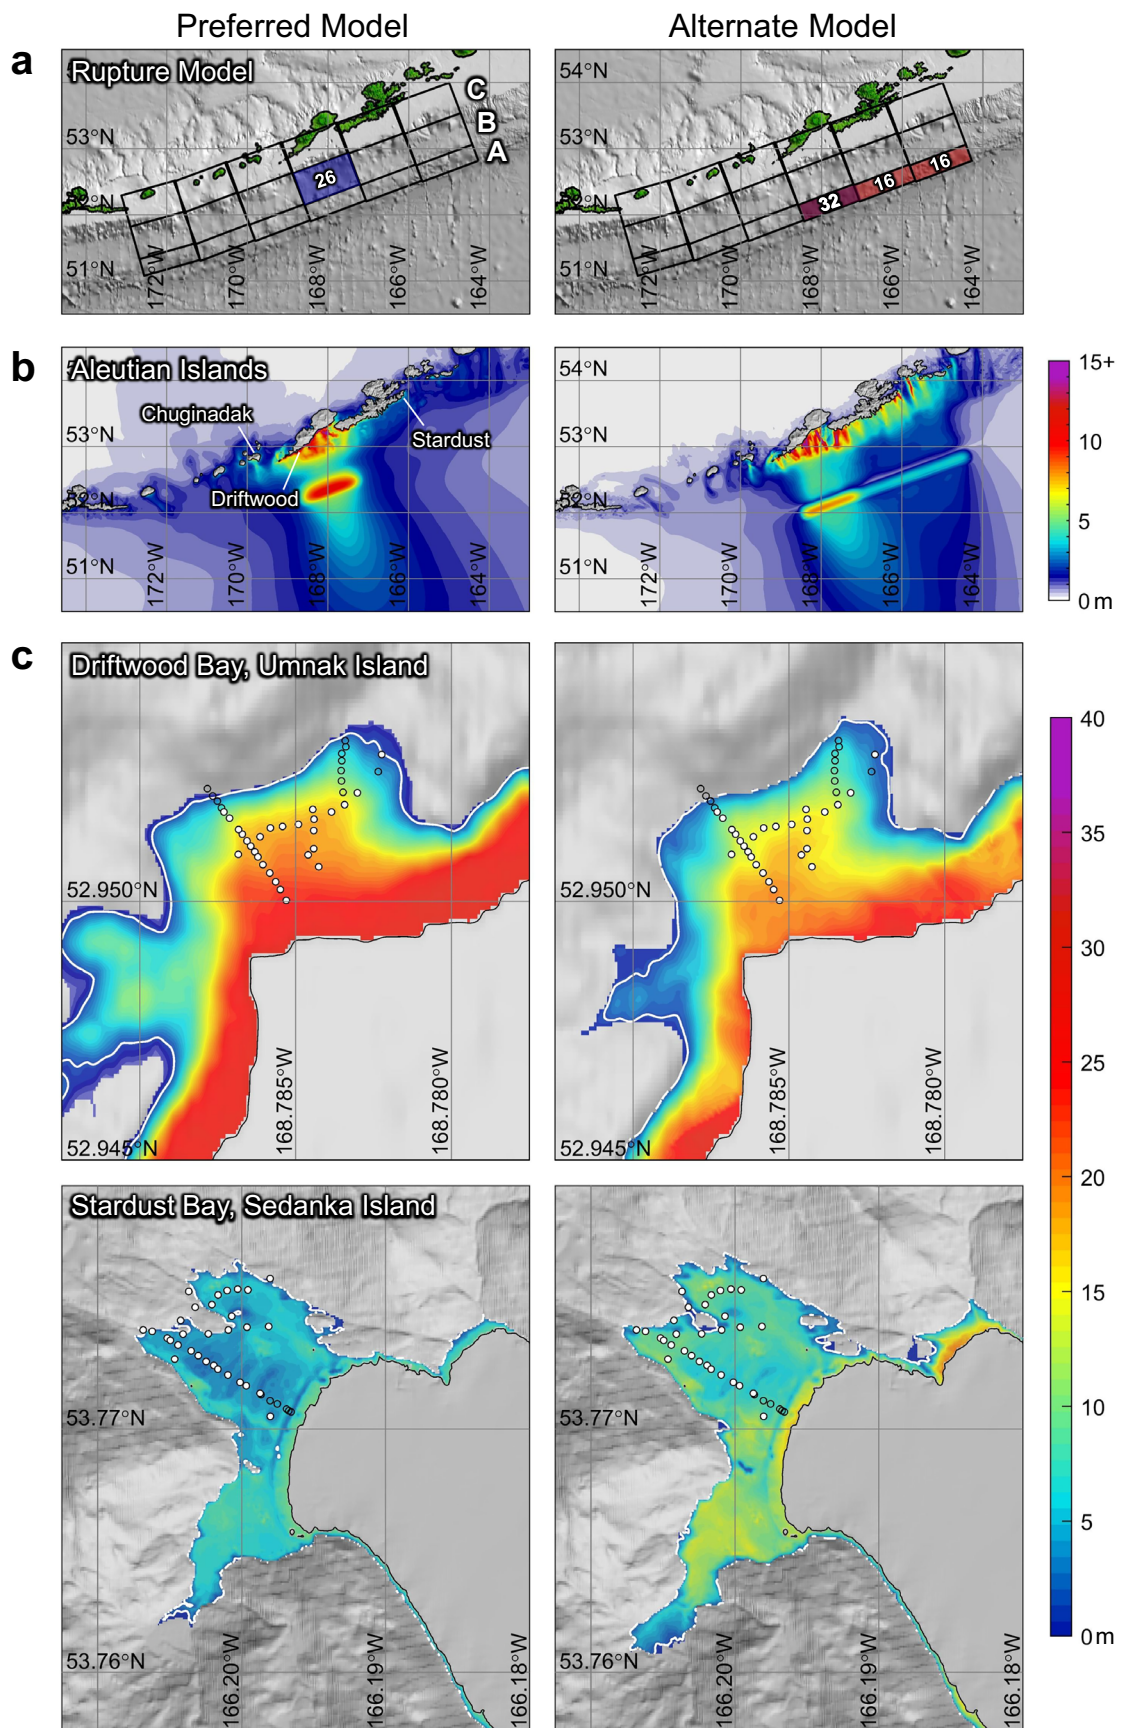 Preferred Model
Alternate Model
a
Rupture Model
C
B
A
53°N
2°N
51°N
26
172°W
170°W
168°W
166°W
164°W
54°N
53°N
52°N
51°N
32
16
16
172°W
170°W
168°W
166°W
164°W
b
Aleutian Islands
Chuginadak
Stardust
Driftwood
53°N
52°N
51°N
172°W
170°W
168°W
166°W
164°W
54°N
53°N
52°N
51°N
172°W
170°W
168°W
166°W
164°W
15+
10
5
0 m
c
Driftwood Bay, Umnak Island
52.950°N
52.945°N
168.785°W
168.780°W
52.950°N
52.945°N
168.785°W
168.780°W
40
35
30
25
20
15
10
5
0 m
Stardust Bay, Sedanka Island
53.77°N
53.76°N
166.20°W
166.19°W
166.18°W
53.77°N
53.76°N
166.20°W
166.19°W
166.18°W